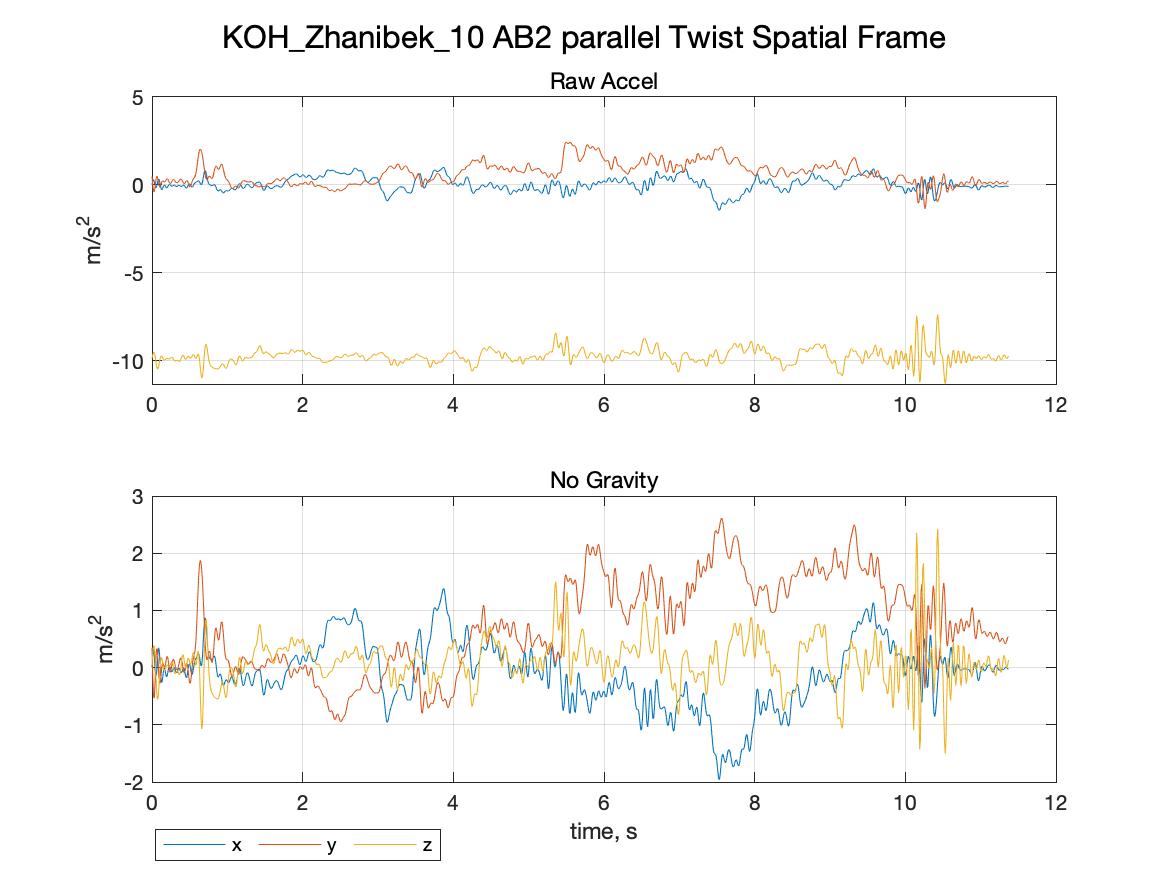 KOH_Zhanibek_10 AB2 parallel Twist Spatial Frame
Raw Accel
5
0
-5
-10
m/s²
0 2 4 6 8 10 12
No Gravity
3
2
1
0
-1
-2
m/s²
0 2 4 6 8 10 12
time, s
x y z